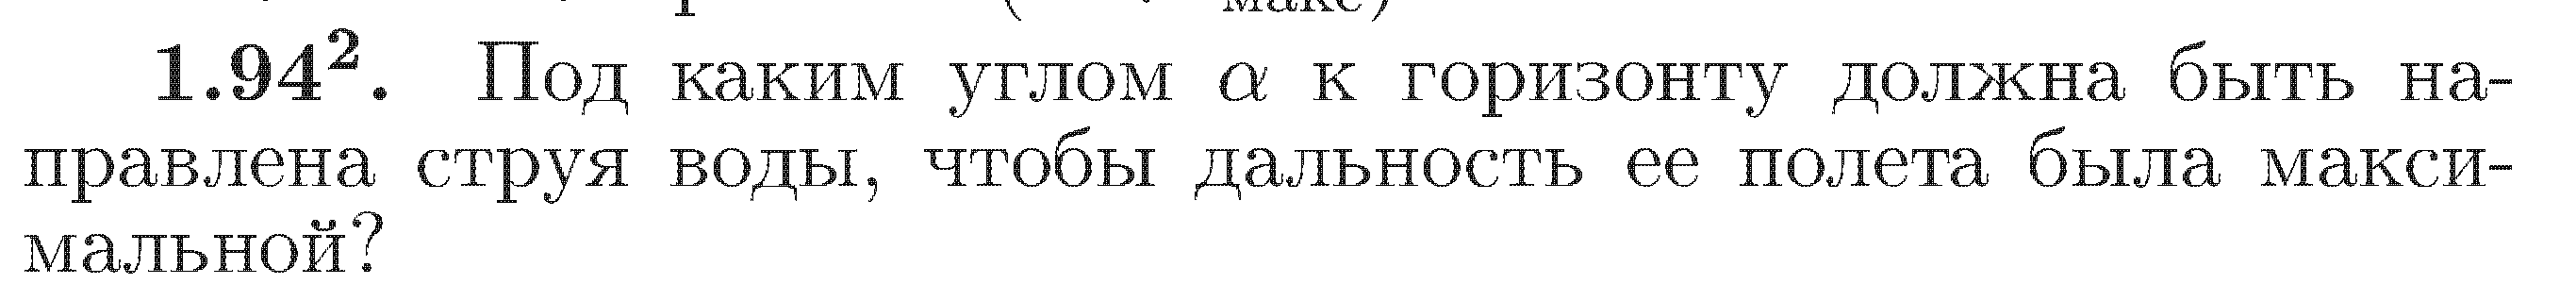 макс)
1.94². Под каким углом α к горизонту должна быть на-
правлена струя воды, чтобы дальность ее полета была макси-
мальной?